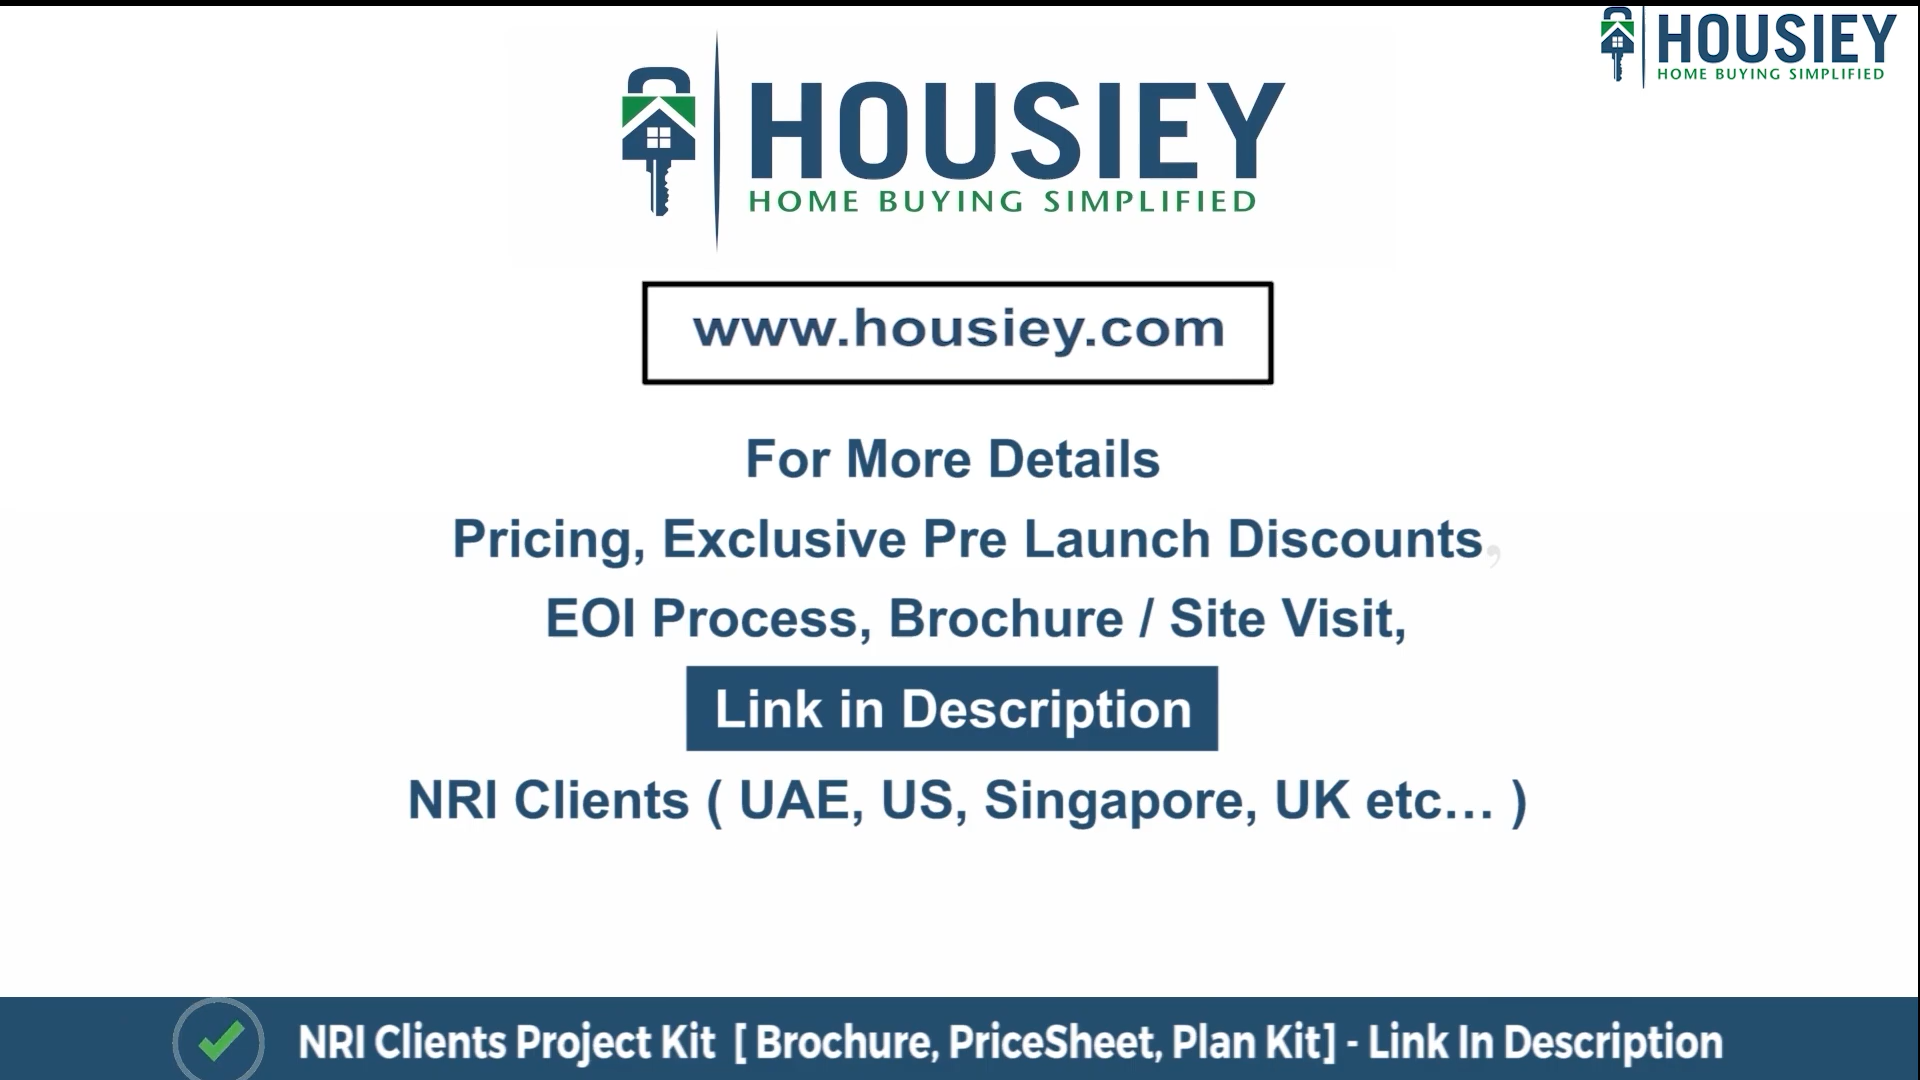 HOUSIEY
HOME BUYING SIMPLIFIED
HOUSIEY
HOME BUYING SIMPLIFIED
www.housiey.com
For More Details
Pricing, Exclusive Pre Launch Discounts,
EOI Process, Brochure / Site Visit,
Link in Description
NRI Clients ( UAE, US, Singapore, UK etc... )
NRI Clients Project Kit [ Brochure, PriceSheet, Plan Kit] - Link In Description